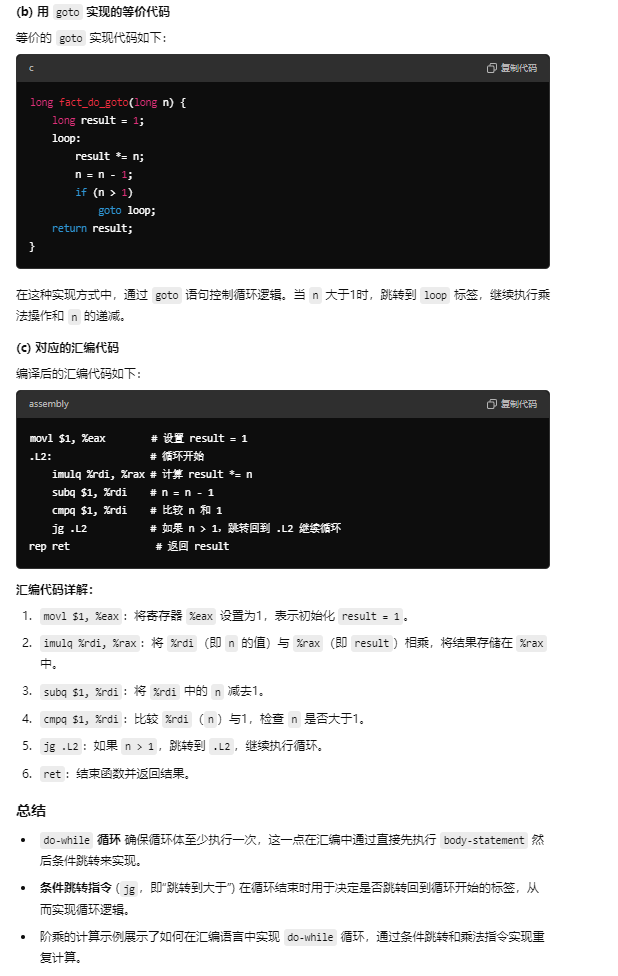 (b) 用 goto 实现的等价代码
等价的 goto 实现代码如下：
c 复制代码
long fact_do_goto(long n) {
    long result = 1;
    loop:
        result *= n;
        n = n - 1;
        if (n > 1)
            goto loop;
    return result;
}
在这种实现方式中，通过 goto 语句控制循环逻辑。当 n 大于1时，跳转到 loop 标签，继续执行乘
法操作和 n 的递减。
(c) 对应的汇编代码
编译后的汇编代码如下：
assembly 复制代码
movl $1, %eax       # 设置 result = 1
.L2:                # 循环开始
    imulq %rdi, %rax # 计算 result *= n
    subq $1, %rdi   # n = n - 1
    cmpq $1, %rdi   # 比较 n 和 1
    jg .L2          # 如果 n > 1，跳转回到 .L2 继续循环
rep ret              # 返回 result
汇编代码详解：
1. movl $1, %eax：将寄存器 %eax 设置为1，表示初始化 result = 1。
2. imulq %rdi, %rax：将 %rdi（即 n 的值）与 %rax（即 result）相乘，将结果存储在 %rax
中。
3. subq $1, %rdi：将 %rdi 中的 n 减去1。
4. cmpq $1, %rdi：比较 %rdi（n）与1，检查 n 是否大于1。
5. jg .L2：如果 n > 1，跳转到 .L2，继续执行循环。
6. ret：结束函数并返回结果。
总结
• do-while 循环 确保循环体至少执行一次，这一点在汇编中通过直接先执行 body-statement 然
后条件跳转来实现。
• 条件跳转指令 (jg，即“跳转到大于”) 在循环结束时用于决定是否跳转回到循环开始的标签，从
而实现循环逻辑。
• 阶乘的计算示例展示了如何在汇编语言中实现 do-while 循环，通过条件跳转和乘法指令实现重
复计算。